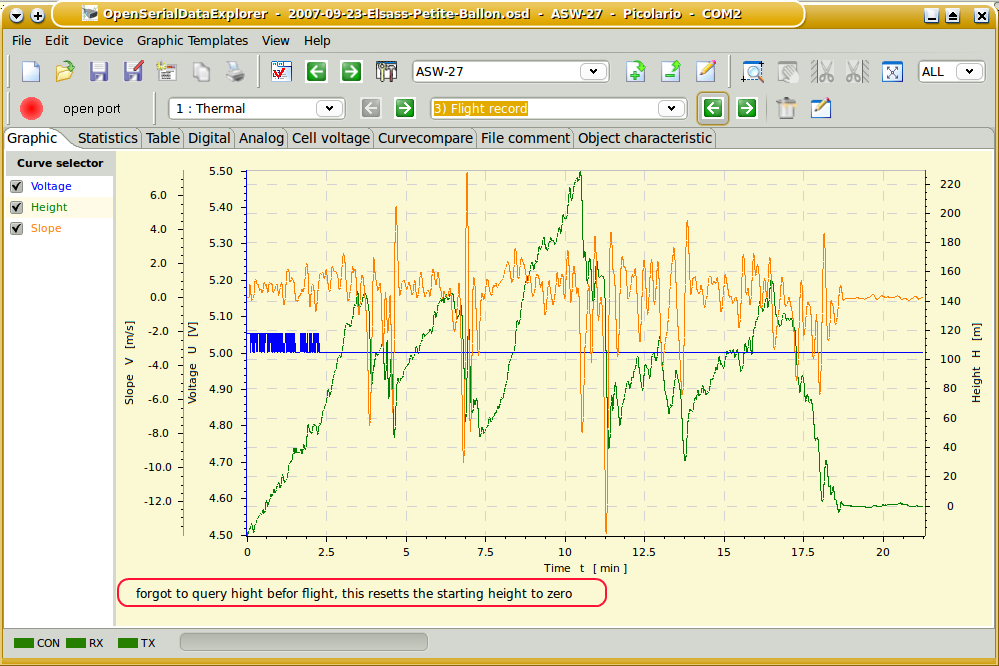 OpenSerialDataExplorer - 2007-09-23-Elsass-Petite-Ballon.osd - ASW-27 - Picolario - COM2
File Edit Device Graphic Templates View Help
ASW-27 ALL
open port 1 : Thermal 3) Flight record
Graphic Statistics Table Digital Analog Cell voltage Curvecompare File comment Object characteristic
Curve selector
Voltage
Height
Slope
Slope V [m/s]
6.0
4.0
2.0
0.0
-2.0
-4.0
-6.0
-8.0
-10.0
-12.0
Voltage U [V]
5.50
5.40
5.30
5.20
5.10
5.00
4.90
4.80
4.70
4.60
4.50
220
200
180
160
140
120
100
80
60
40
20
0
Height H [m]
0 2.5 5 7.5 10 12.5 15 17.5 20
Time t [ min ]
forgot to query hight befor flight, this resetts the starting height to zero
CON RX TX